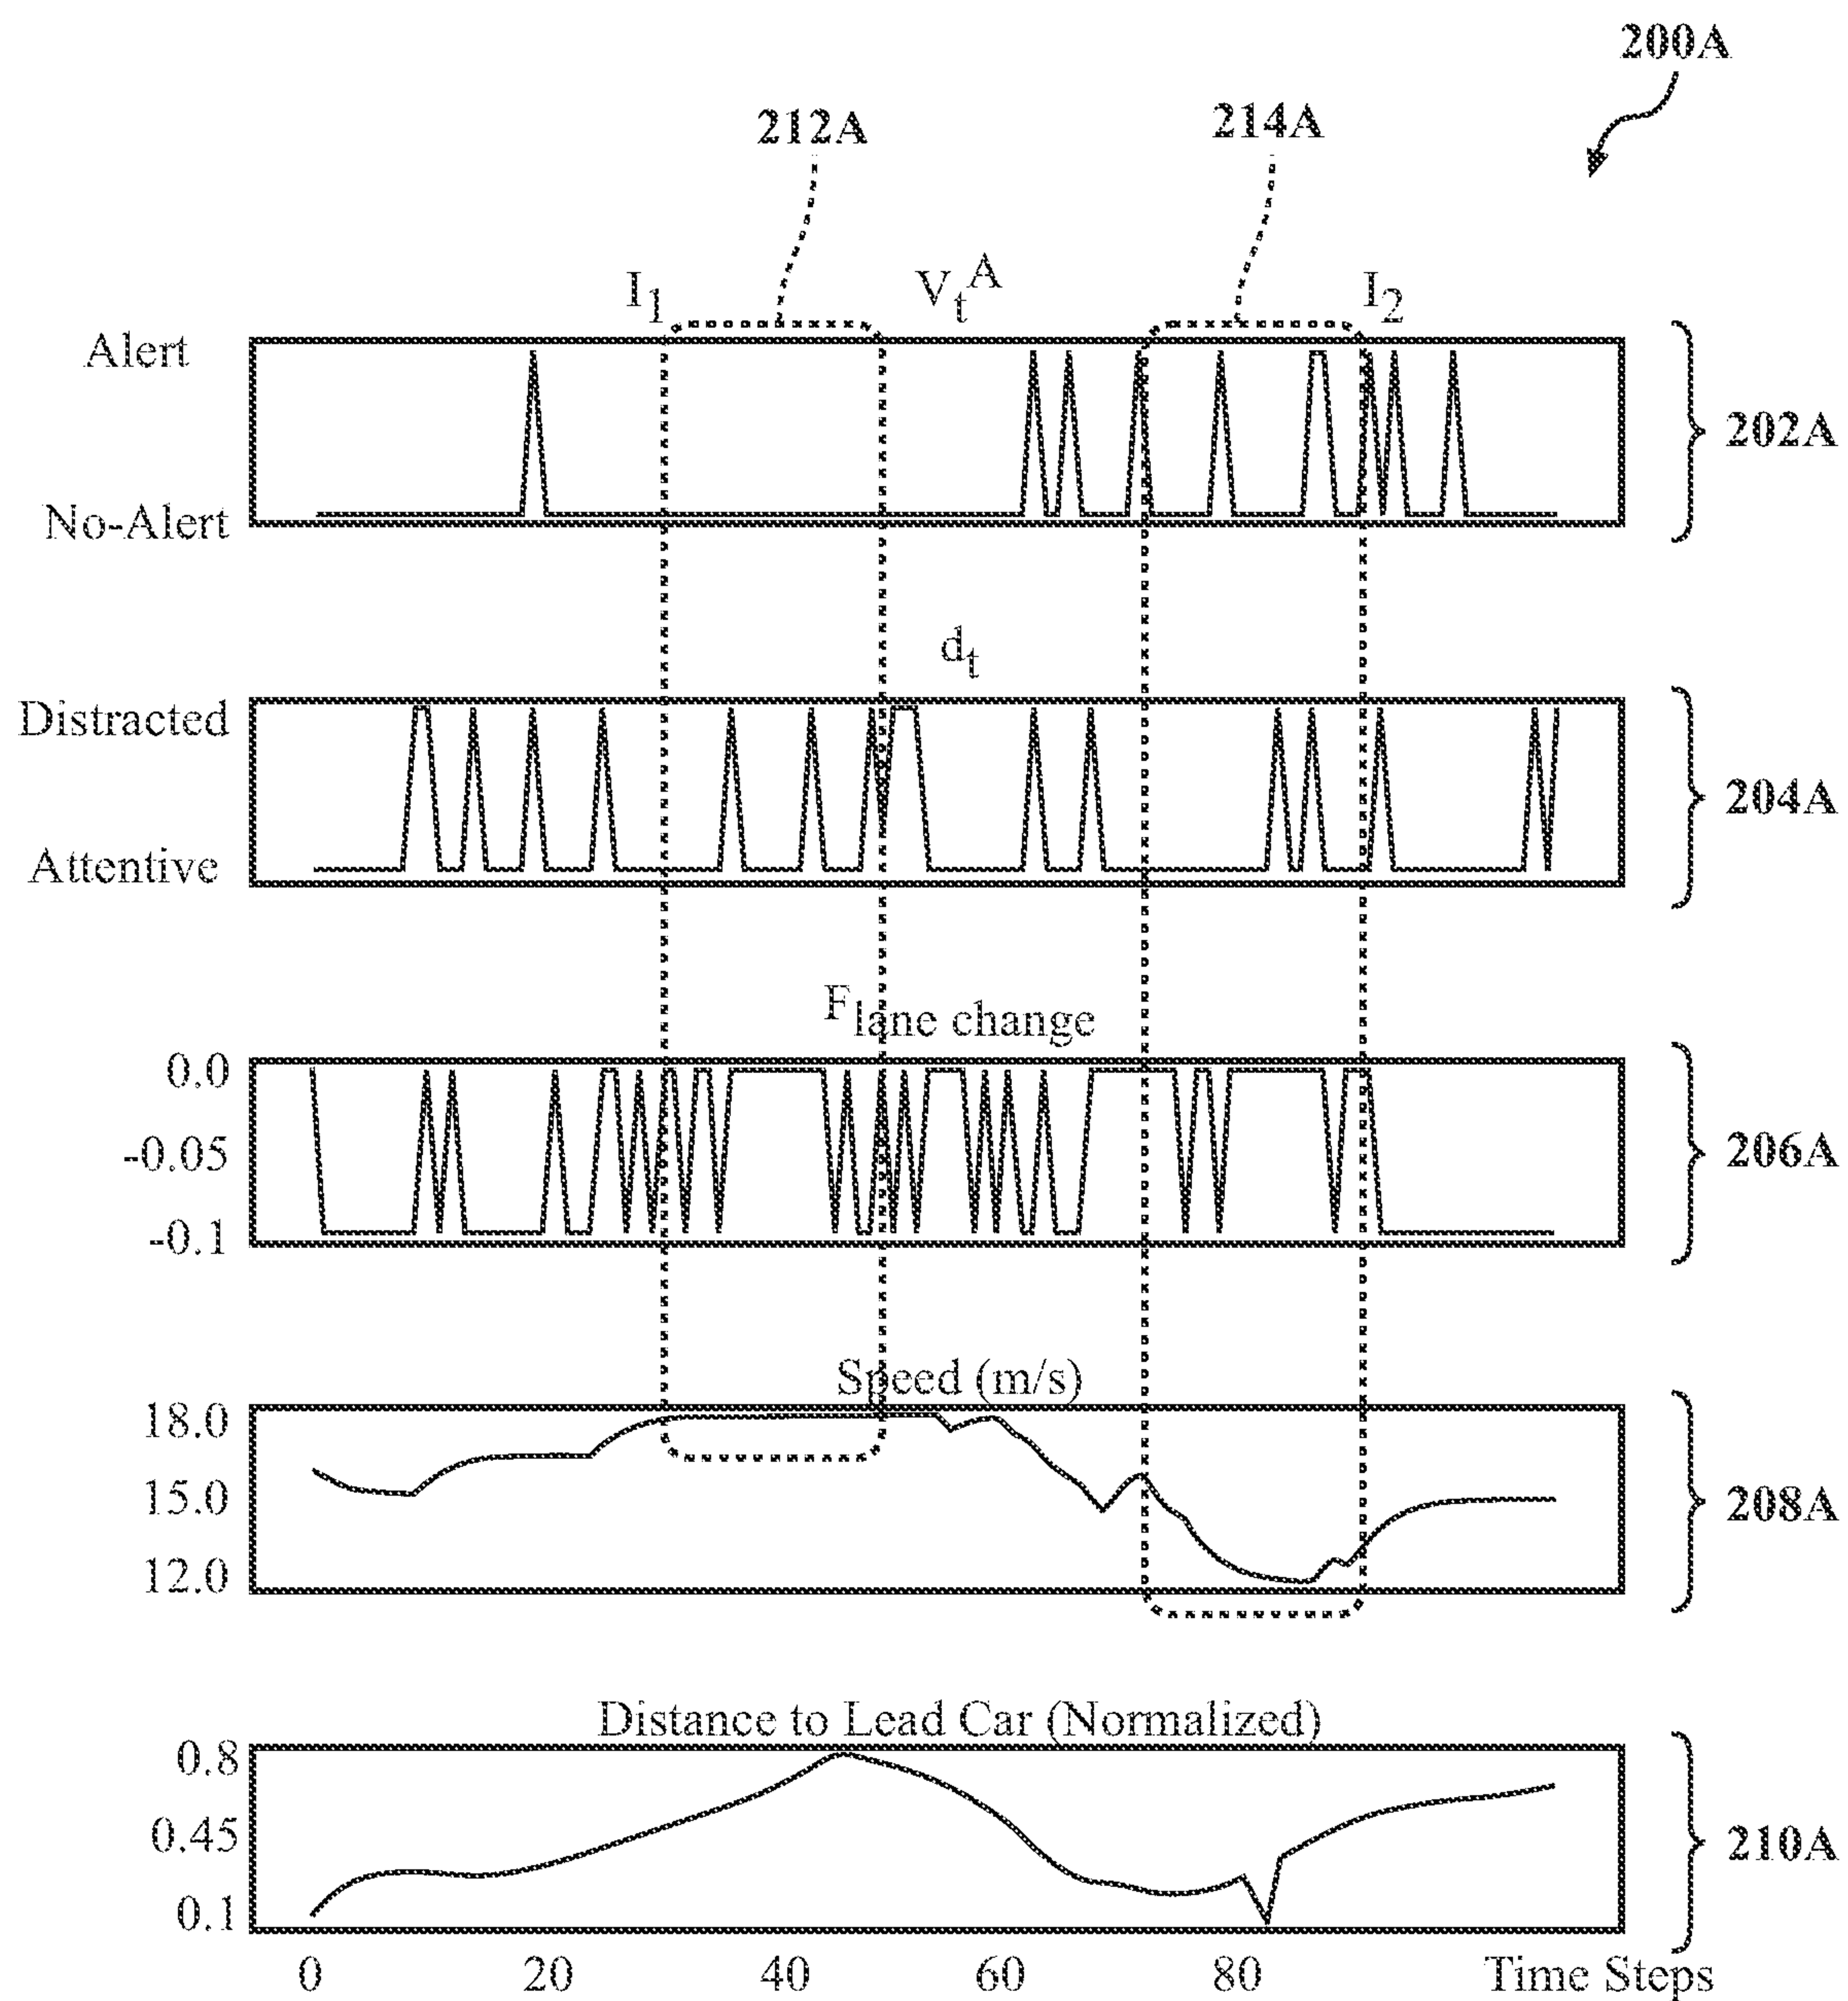 200A
212A
214A
I1
VtA
I2
Alert
No-Alert
202A
dt
Distracted
Attentive
204A
Flane change
0.0
-0.05
-0.1
206A
Speed (m/s)
18.0
15.0
12.0
208A
Distance to Lead Car (Normalized)
0.8
0.45
0.1
210A
0 20 40 60 80 Time Steps